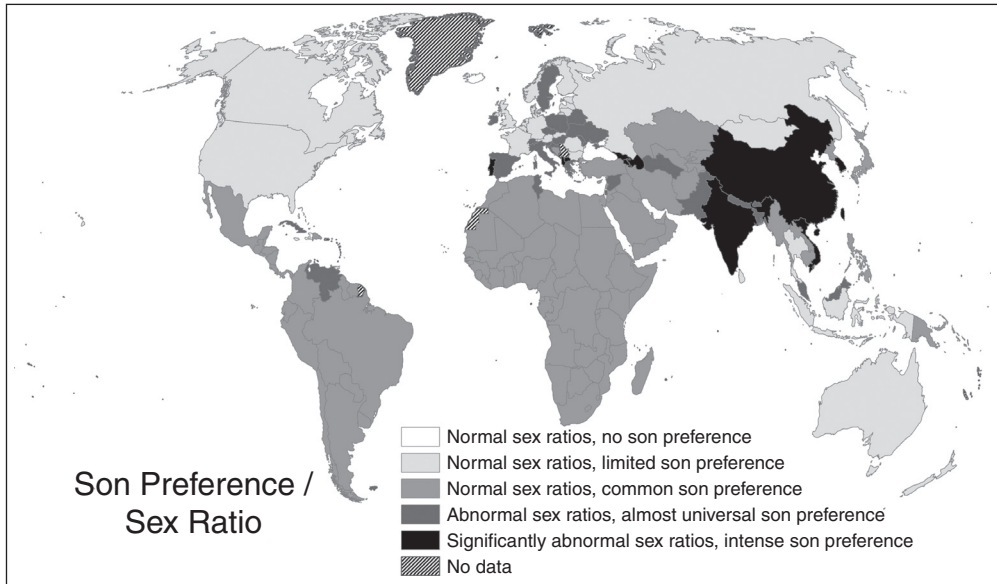 Normal sex ratios, no son preference
Normal sex ratios, limited son preference
Normal sex ratios, common son preference
Abnormal sex ratios, almost universal son preference
Significantly abnormal sex ratios, intense son preference
No data
Son Preference /
Sex Ratio